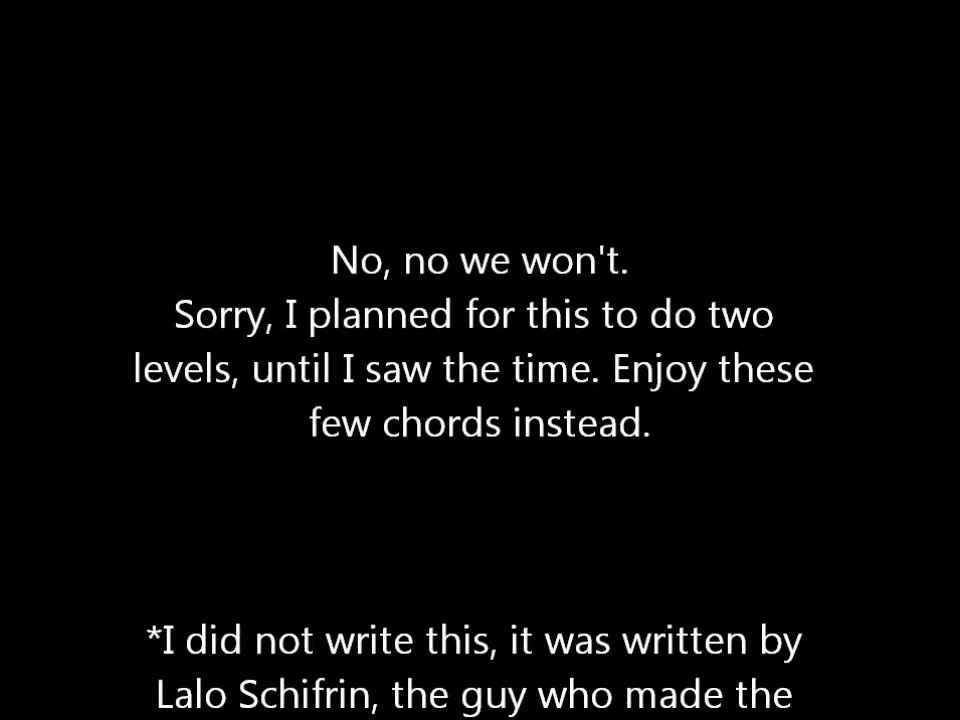 No, no we won't.
Sorry, I planned for this to do two
levels, until I saw the time. Enjoy these
few chords instead.
*I did not write this, it was written by
Lalo Schifrin, the guy who made the